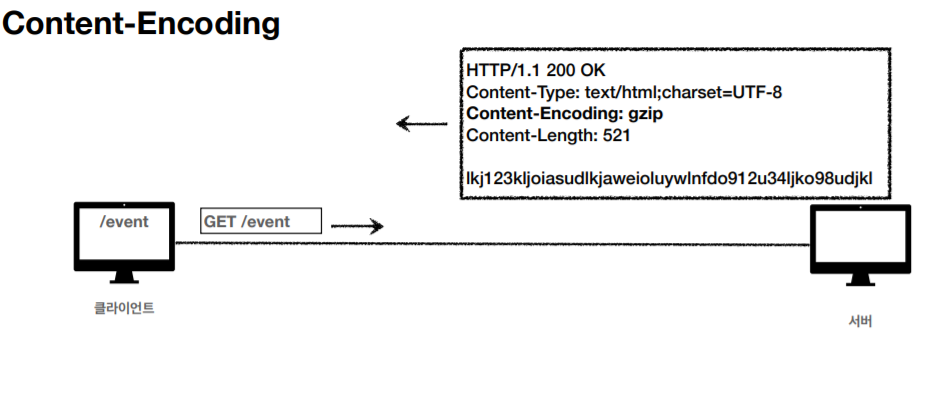 Content-Encoding
HTTP/1.1 200 OK
Content-Type: text/html;charset=UTF-8
Content-Encoding: gzip
Content-Length: 521
lkj123kljoiasudlkjaweioluywlnfdo912u34ljko98udjkl
/event
GET /event
클라이언트
서버